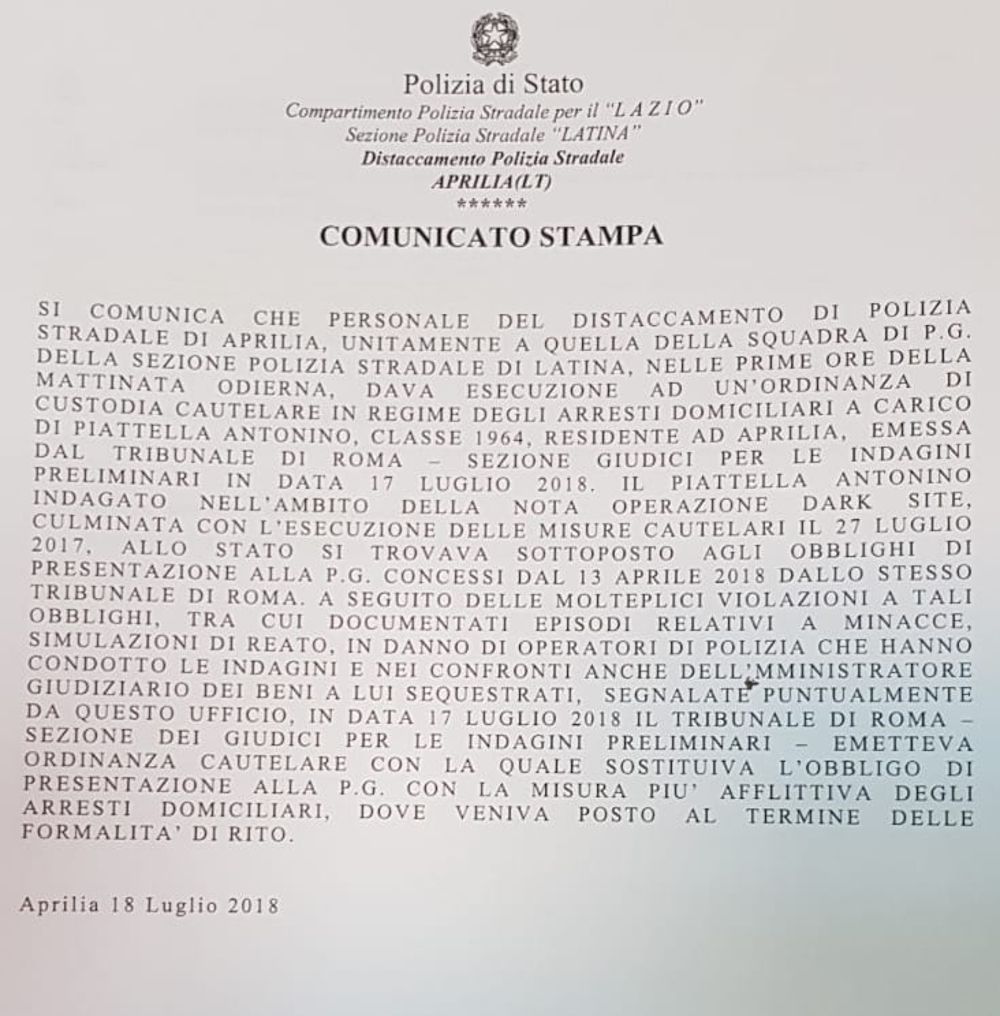 Polizia di Stato
Compartimento Polizia Stradale per il "L A Z I O"
Sezione Polizia Stradale "LATINA"
Distaccamento Polizia Stradale
APRILIA(LT)
******
COMUNICATO STAMPA
SI COMUNICA CHE PERSONALE DEL DISTACCAMENTO DI POLIZIA
STRADALE DI APRILIA, UNITAMENTE A QUELLA DELLA SQUADRA DI P.G.
DELLA SEZIONE POLIZIA STRADALE DI LATINA, NELLE PRIME ORE DELLA
MATTINATA ODIERNA, DAVA ESECUZIONE AD UN'ORDINANZA DI
CUSTODIA CAUTELARE IN REGIME DEGLI ARRESTI DOMICILIARI A CARICO
DI PIATTELLA ANTONINO, CLASSE 1964, RESIDENTE AD APRILIA, EMESSA
DAL TRIBUNALE DI ROMA – SEZIONE GIUDICI PER LE INDAGINI
PRELIMINARI IN DATA 17 LUGLIO 2018. IL PIATTELLA ANTONINO
INDAGATO NELL'AMBITO DELLA NOTA OPERAZIONE DARK SITE,
CULMINATA CON L'ESECUZIONE DELLE MISURE CAUTELARI IL 27 LUGLIO
2017, ALLO STATO SI TROVAVA SOTTOPOSTO AGLI OBBLIGHI DI
PRESENTAZIONE ALLA P.G. CONCESSI DAL 13 APRILE 2018 DALLO STESSO
TRIBUNALE DI ROMA. A SEGUITO DELLE MOLTEPLICI VIOLAZIONI A TALI
OBBLIGHI, TRA CUI DOCUMENTATI EPISODI RELATIVI A MINACCE,
SIMULAZIONI DI REATO, IN DANNO DI OPERATORI DI POLIZIA CHE HANNO
CONDOTTO LE INDAGINI E NEI CONFRONTI ANCHE DELL'MMINISTRATORE
GIUDIZIARIO DEI BENI A LUI SEQUESTRATI, SEGNALATE PUNTUALMENTE
DA QUESTO UFFICIO, IN DATA 17 LUGLIO 2018 IL TRIBUNALE DI ROMA –
SEZIONE DEI GIUDICI PER LE INDAGINI PRELIMINARI – EMETTEVA
ORDINANZA CAUTELARE CON LA QUALE SOSTITUIVA L'OBBLIGO DI
PRESENTAZIONE ALLA P.G. CON LA MISURA PIU' AFFLITTIVA DEGLI
ARRESTI DOMICILIARI, DOVE VENIVA POSTO AL TERMINE DELLE
FORMALITA' DI RITO.
Aprilia 18 Luglio 2018